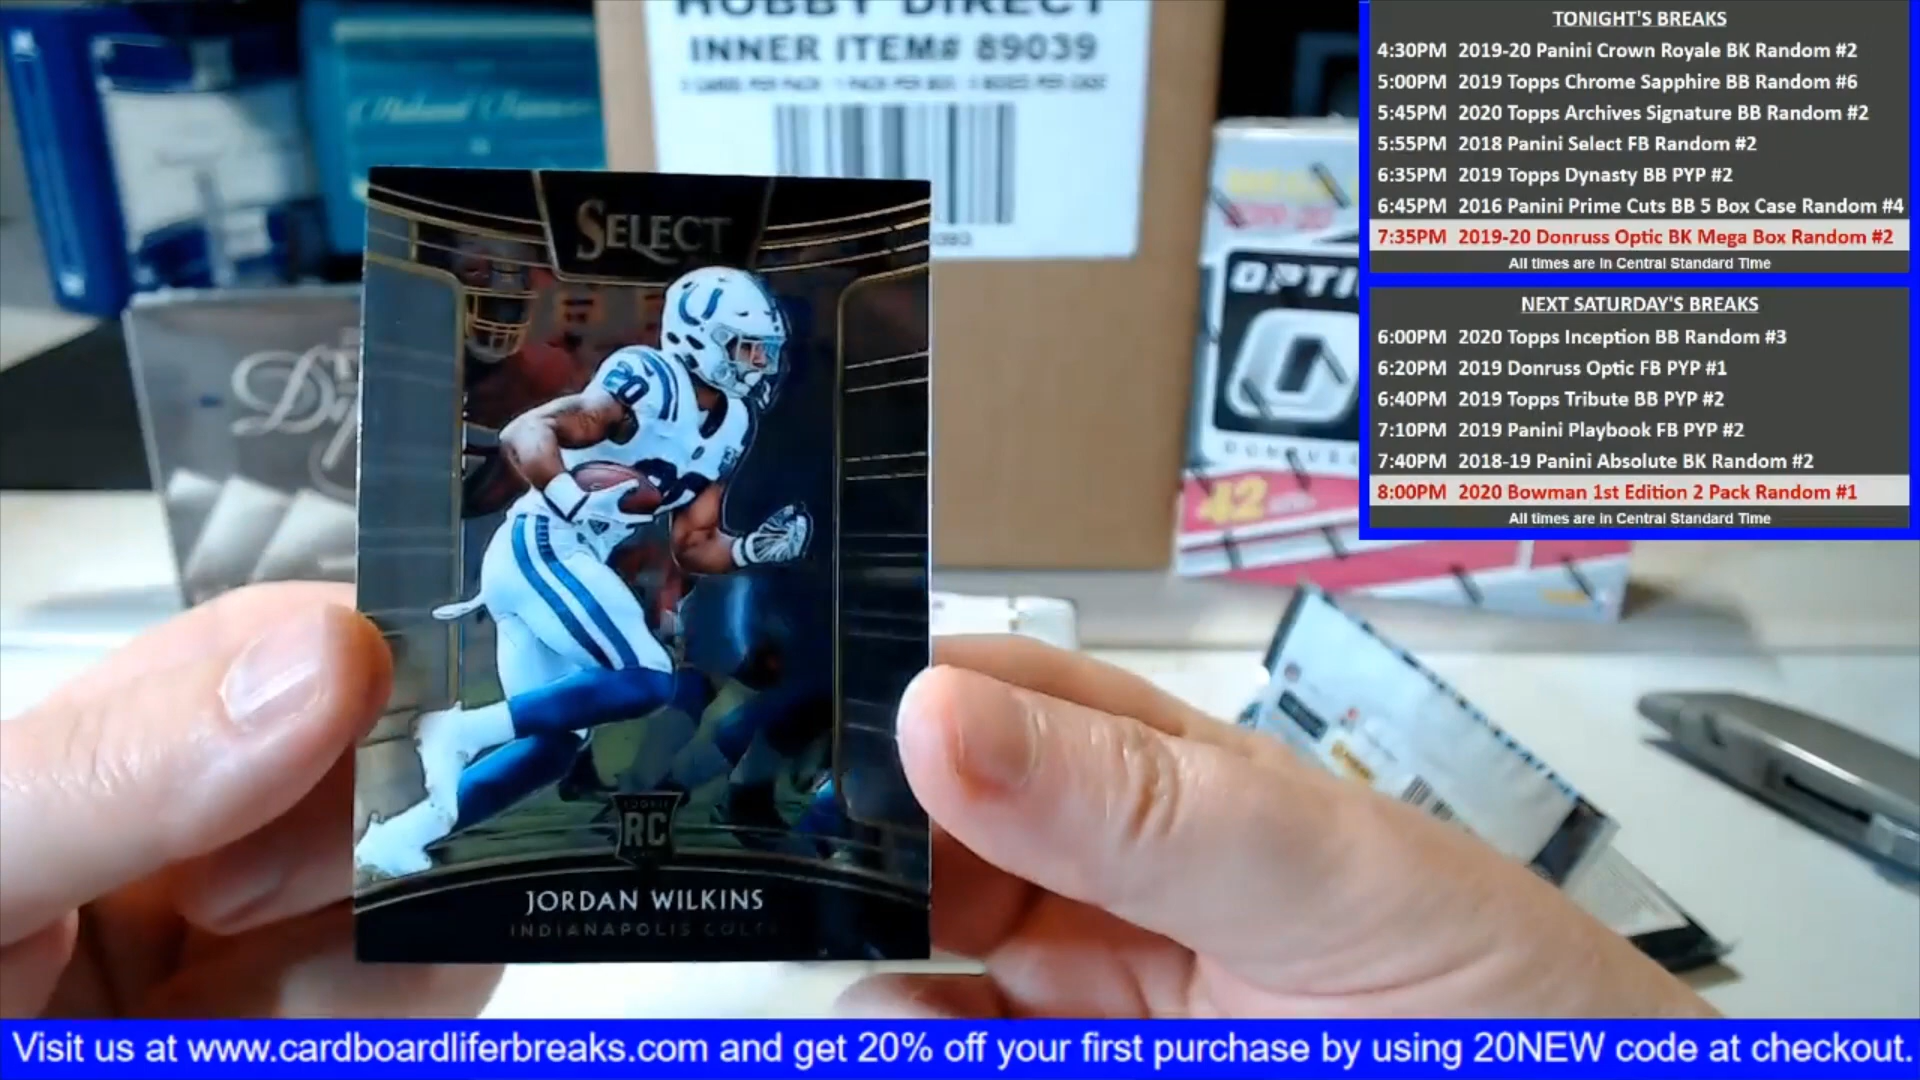 HOBBY DIRECT
INNER ITEM# 89039
TONIGHT'S BREAKS
4:30PM 2019-20 Panini Crown Royale BK Random #2
5:00PM 2019 Topps Chrome Sapphire BB Random #6
5:45PM 2020 Topps Archives Signature BB Random #2
5:55PM 2018 Panini Select FB Random #2
6:35PM 2019 Topps Dynasty BB PYP #2
6:45PM 2016 Panini Prime Cuts BB 5 Box Case Random #4
7:35PM 2019-20 Donruss Optic BK Mega Box Random #2
All times are in Central Standard Time
NEXT SATURDAY'S BREAKS
6:00PM 2020 Topps Inception BB Random #3
6:20PM 2019 Donruss Optic FB PYP #1
6:40PM 2019 Topps Tribute BB PYP #2
7:10PM 2019 Panini Playbook FB PYP #2
7:40PM 2018-19 Panini Absolute BK Random #2
8:00PM 2020 Bowman 1st Edition 2 Pack Random #1
All times are in Central Standard Time
SELECT
OPTI
42
20
RC
JORDAN WILKINS
INDIANAPOLIS COLTS
Visit us at www.cardboardliferbreaks.com and get 20% off your first purchase by using 20NEW code at checkout.